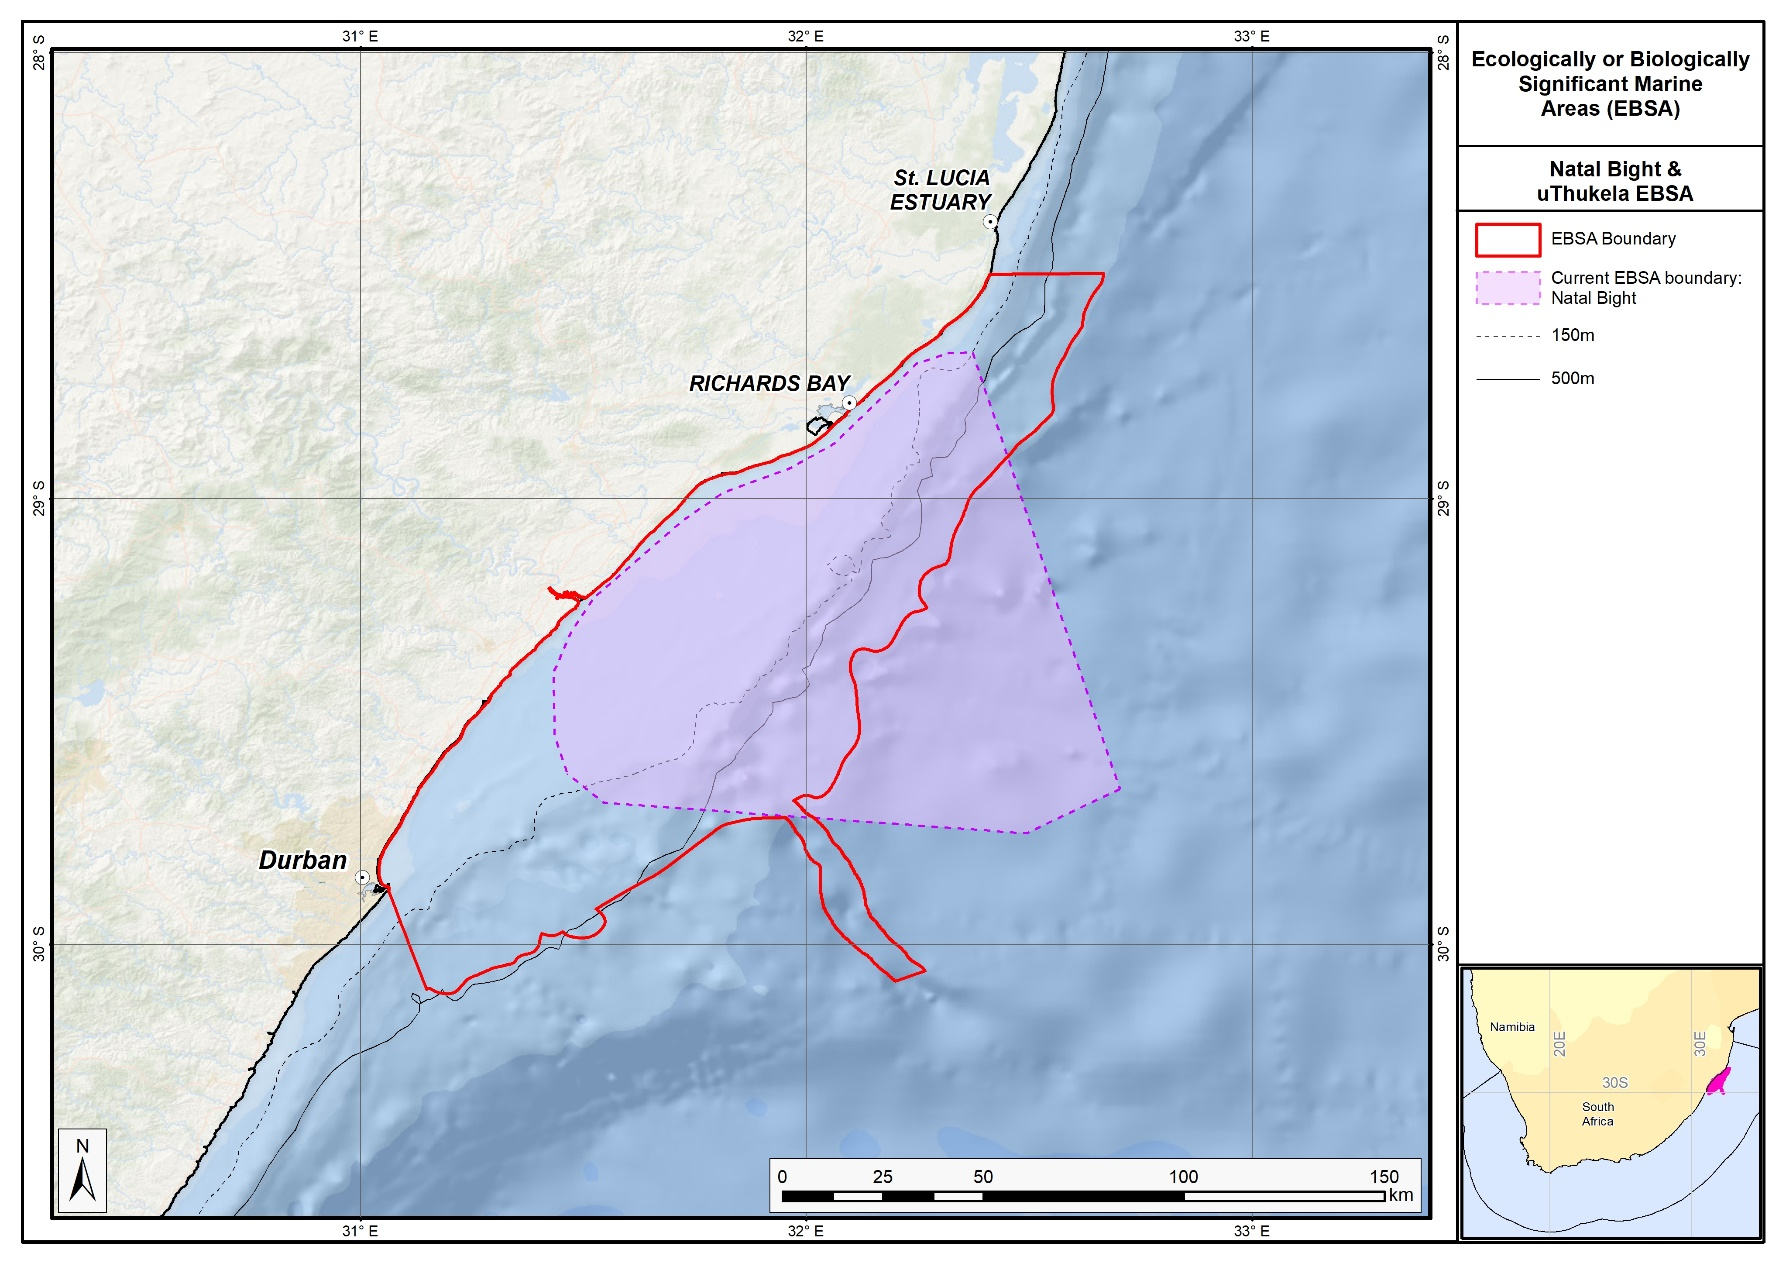 31° E
32° E
33° E
28° S
28° S
St. LUCIA
ESTUARY
RICHARDS BAY
29° S
29° S
Durban
30° S
30° S
N
0 25 50 100 150
km
31° E
32° E
33° E
Ecologically or Biologically
Significant Marine
Areas (EBSA)
Natal Bight &
uThukela EBSA
EBSA Boundary
Current EBSA boundary:
Natal Bight
150m
500m
Namibia
20E
30E
30S
South
Africa